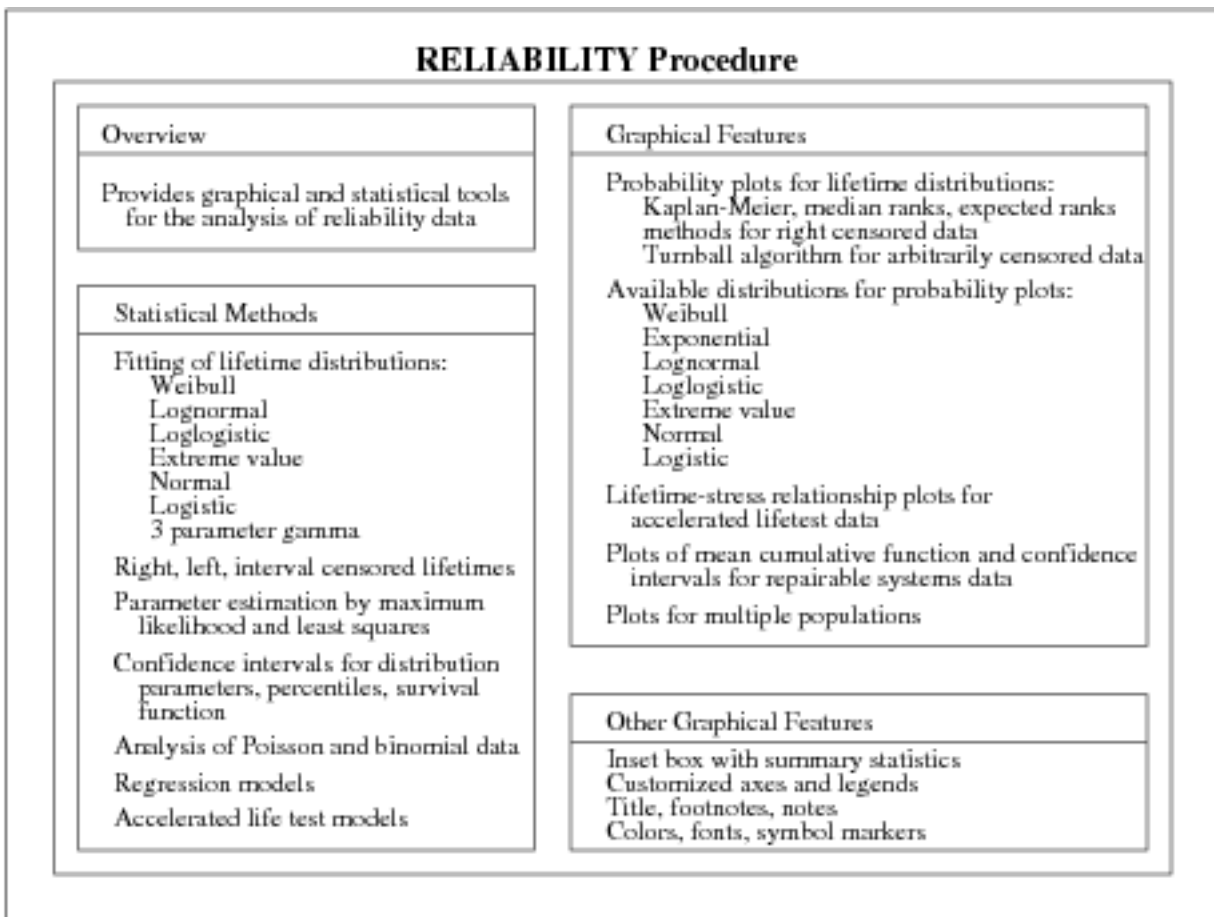 RELIABILITY Procedure
Overview
Provides graphical and statistical tools
for the analysis of reliability data
Statistical Methods
Fitting of lifetime distributions:
Weibull
Lognormal
Loglogistic
Extreme value
Normal
Logistic
3 parameter gamma
Right, left, interval censored lifetimes
Parameter estimation by maximum
likelihood and least squares
Confidence intervals for distribution
parameters, percentiles, survival
function
Analysis of Poisson and binomial data
Regression models
Accelerated life test models
Graphical Features
Probability plots for lifetime distributions:
Kaplan-Meier, median ranks, expected ranks
methods for right censored data
Turnball algorithm for arbitrarily censored data
Available distributions for probability plots:
Weibull
Exponential
Lognormal
Loglogistic
Extreme value
Normal
Logistic
Lifetime-stress relationship plots for
accelerated lifetest data
Plots of mean cumulative function and confidence
intervals for repairable systems data
Plots for multiple populations
Other Graphical Features
Inset box with summary statistics
Customized axes and legends
Title, footnotes, notes
Colors, fonts, symbol markers